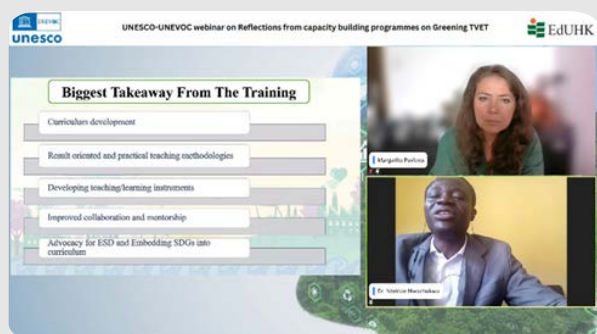 UNESCO-UNEVOC webinar on Reflections from capacity building programmes on Greening TVET
unesco
EdUHK
Biggest Takeaway From The Training
Curriculum development
Result oriented and practical teaching methodologies
Developing teaching/learning instruments
Improved collaboration and mentorship
Advocacy for ESD and Embedding SDGs into
curriculum
Margarita Pavlova
Dr.